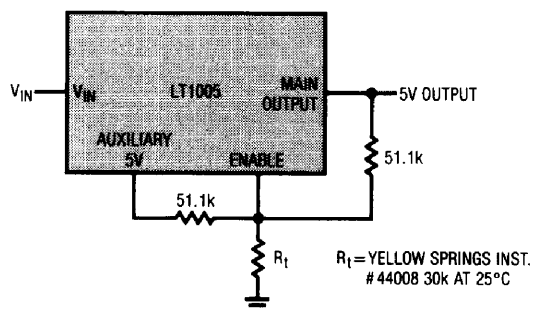 V_IN
V_IN
LT1005
MAIN
OUTPUT
5V OUTPUT
AUXILIARY
5V
ENABLE
51.1k
51.1k
R_t
R_t=YELLOW SPRINGS INST.
#44008 30k AT 25°C